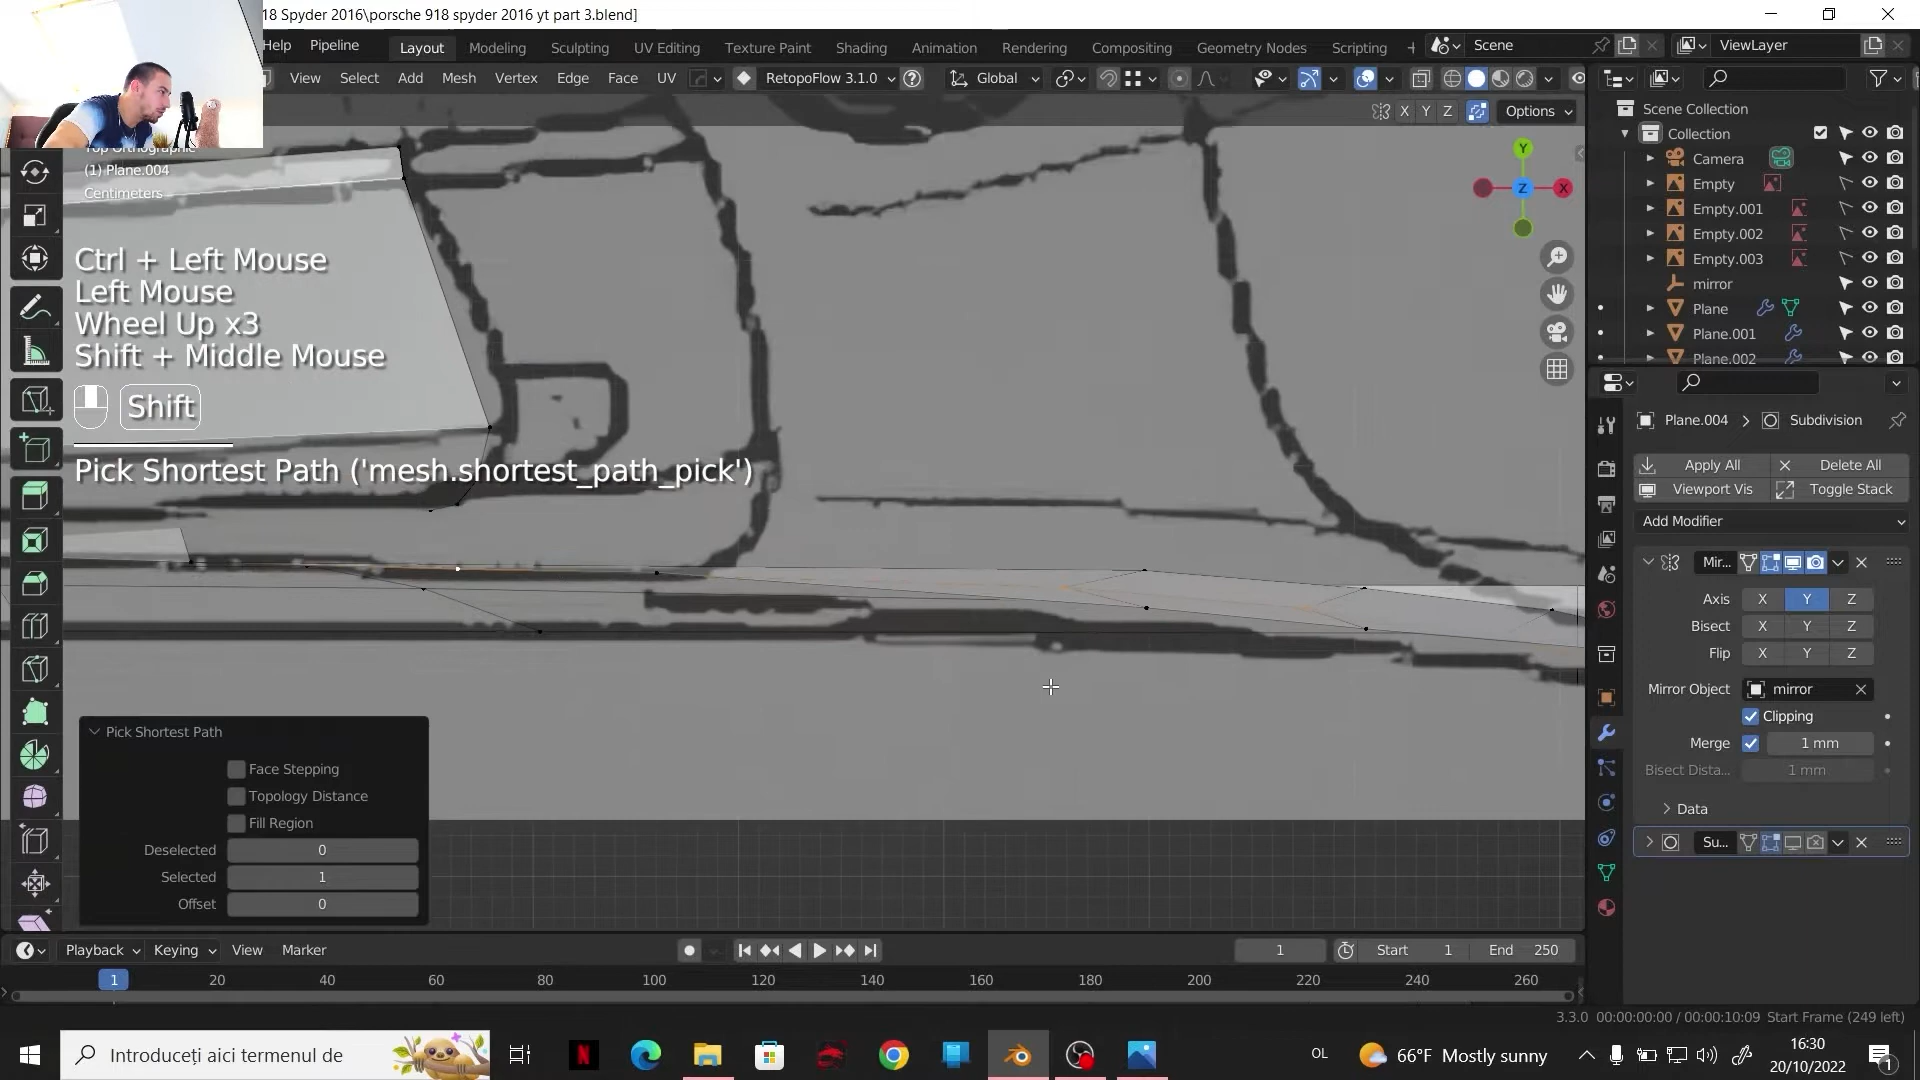 18 Spyder 2016\porsche 918 spyder 2016 yt part 3.blend]
Help Pipeline Layout Modeling Sculpting UV Editing Texture Paint Shading Animation Rendering Compositing Geometry Nodes Scripting + Scene ViewLayer
View Select Add Mesh Vertex Edge Face UV RetopoFlow 3.1.0 Global
X Y Z Options
Top Orthographic
(1) Plane.004
Centimeters
Ctrl + Left Mouse
Left Mouse
Wheel Up x3
Shift + Middle Mouse
Shift
Pick Shortest Path ('mesh.shortest_path_pick')
Y
Z
X
Scene Collection
Collection
Camera
Empty
Empty.001
Empty.002
Empty.003
mirror
Plane
Plane.001
Plane.002
Plane.004 > Subdivision
Apply All Delete All
Viewport Vis Toggle Stack
Add Modifier
Mir...
Axis X Y Z
Bisect X Y Z
Flip X Y Z
Mirror Object mirror
Clipping
Merge 1 mm
Bisect Dista... 1 mm
Data
Su...
Pick Shortest Path
Face Stepping
Topology Distance
Fill Region
Deselected 0
Selected 1
Offset 0
Playback Keying View Marker 1 Start 1 End 250
1 20 40 60 80 100 120 140 160 180 200 220 240 260
3.3.0 00:00:00:00 / 00:00:10:09 Start Frame (249 left)
Introduceți aici termenul de
N
OL
66°F Mostly sunny
16:30
20/10/2022
1